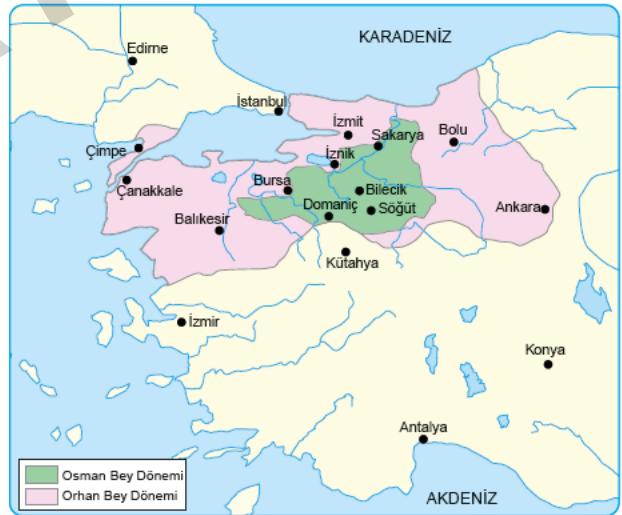 KARADENİZ
Edirne
İstanbul
İzmit
Bolu
Sakarya
Çimpe
İznik
Çanakkale
Bursa
Bilecik
Domaniç
Söğüt
Ankara
Balıkesir
Kütahya
İzmir
Konya
Antalya
Osman Bey Dönemi
Orhan Bey Dönemi
AKDENİZ